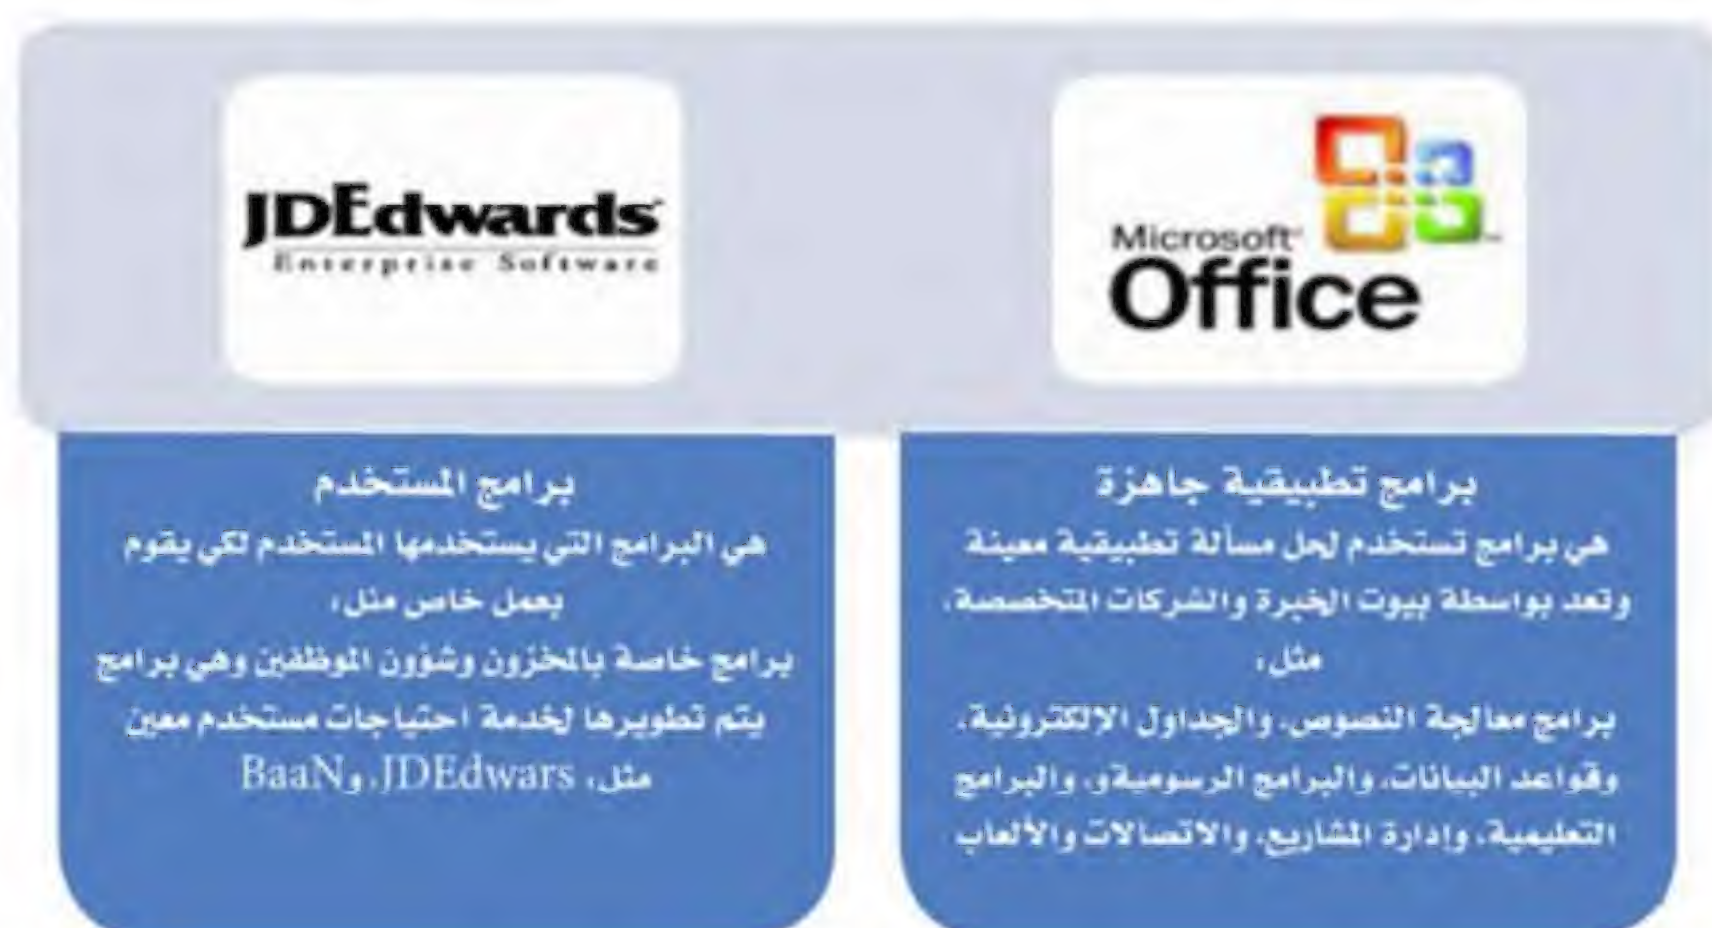 Microsoft
Office
برامج تطبيقية جاهزة
هي برامج تستخدم لحل مسألة تطبيقية معينة
وتعد بواسطة بيوت الخبرة والشركات المتخصصة،
مثل،
برامج معالجة النصوص، والجداول الالكترونية،
وقواعد البيانات، والبرامج الرسوميةو، والبرامج
التعليمية، وإدارة المشاريع، والاتصالات والألعاب
JDEdwards
Enterprise Software
برامج المستخدم
هي البرامج التي يستخدمها المستخدم لكي يقوم
بعمل خاص مثل،
برامج خاصة بالمخزون وشؤون الموظفين وهي برامج
يتم تطويرها لخدمة احتياجات مستخدم معين
مثل، JDEdwars، وBaaN